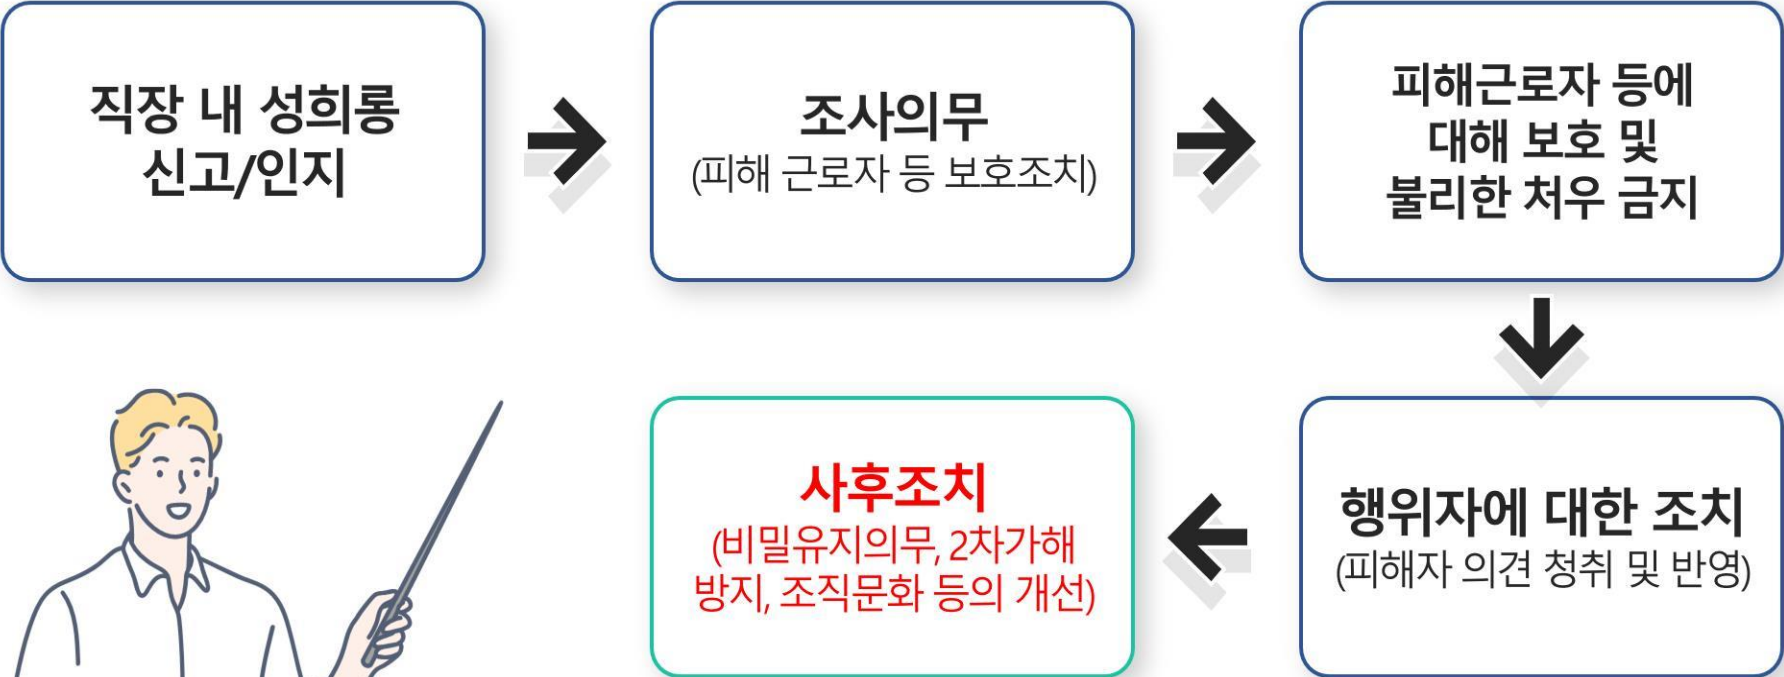 직장 내 성희롱
신고/인지
조사의무
(피해 근로자 등 보호조치)
피해근로자 등에
대해 보호 및
불리한 처우 금지
행위자에 대한 조치
(피해자 의견 청취 및 반영)
사후조치
(비밀유지의무, 2차가해
방지, 조직문화 등의 개선)